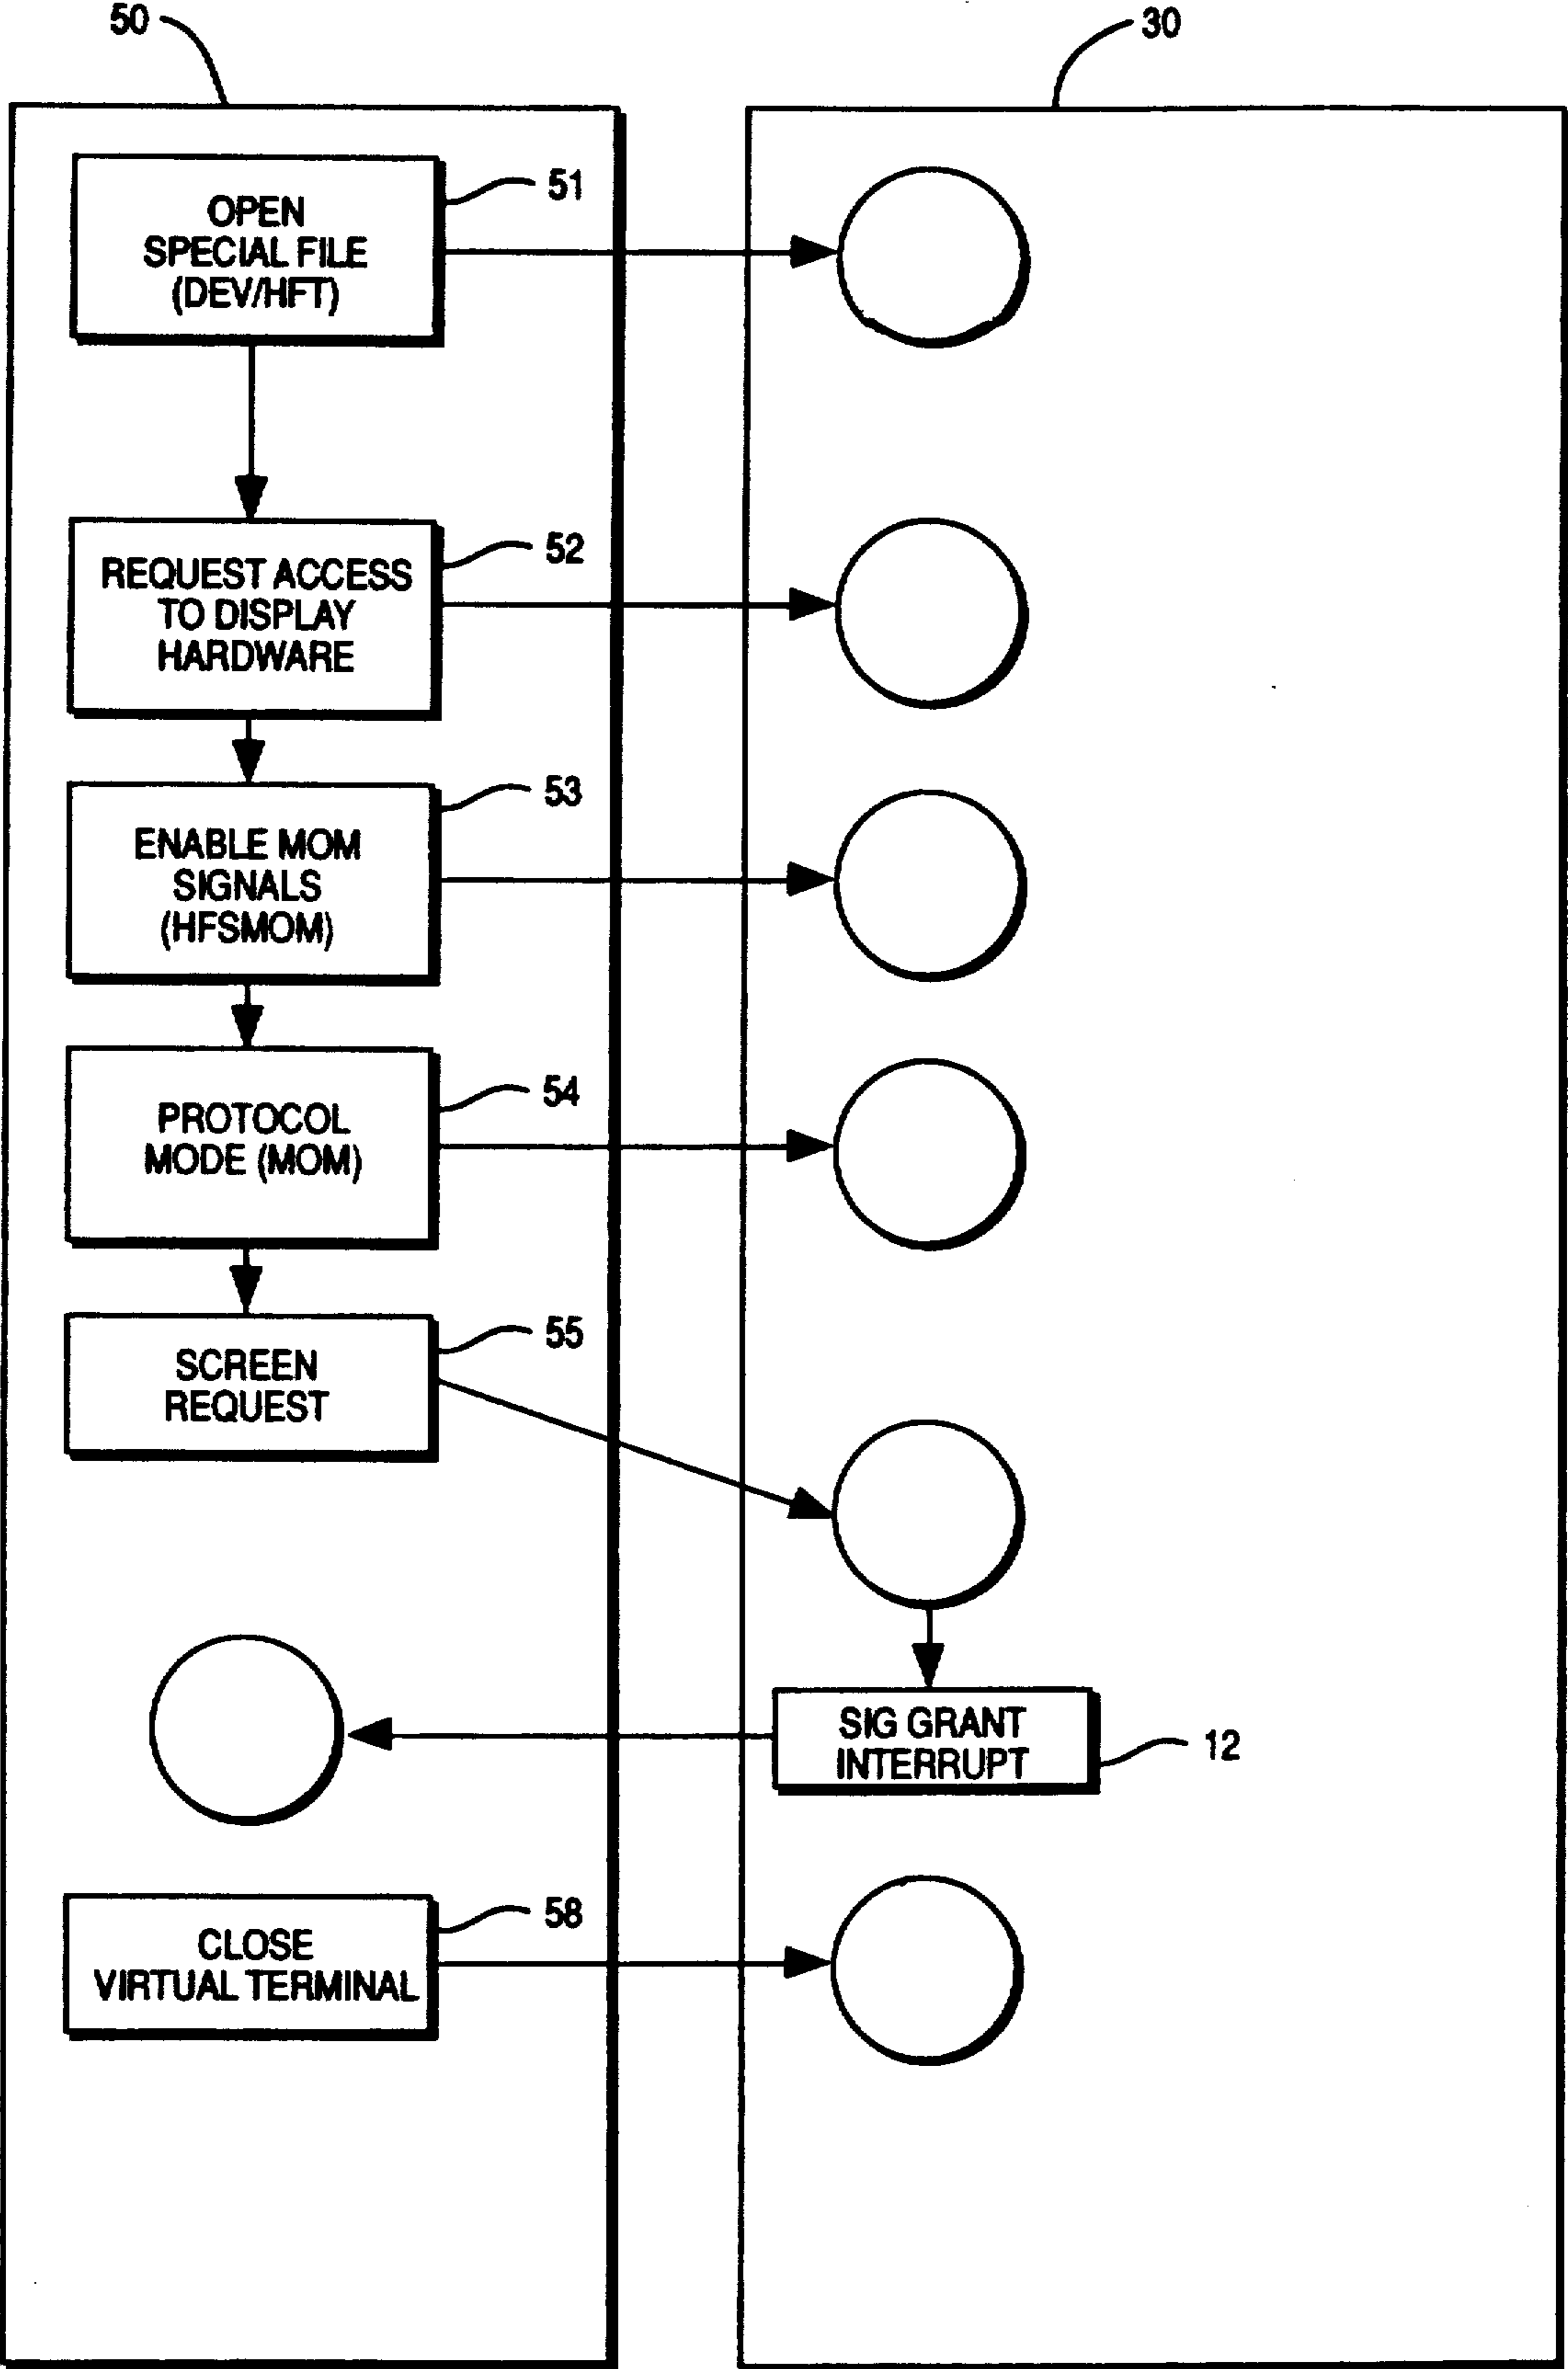 50
30
OPEN
SPECIAL FILE
(DEV/HFT)
51
REQUEST ACCESS
TO DISPLAY
HARDWARE
52
ENABLE MOM
SIGNALS
(HFSMOM)
53
PROTOCOL
MODE (MOM)
54
SCREEN
REQUEST
55
SIG GRANT
INTERRUPT
12
CLOSE
VIRTUAL TERMINAL
58